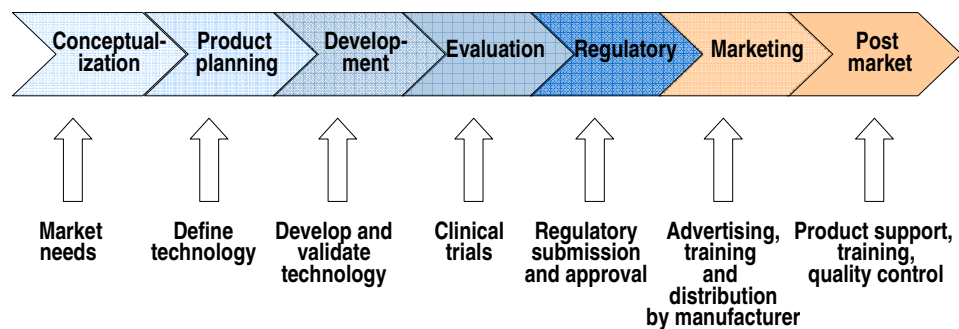 Conceptual-
ization
Product
planning
Develop-
ment
Evaluation
Regulatory
Marketing
Post
market
Market
needs
Define
technology
Develop and
validate
technology
Clinical
trials
Regulatory
submission
and approval
Advertising,
training
and
distribution
by manufacturer
Product support,
training,
quality control